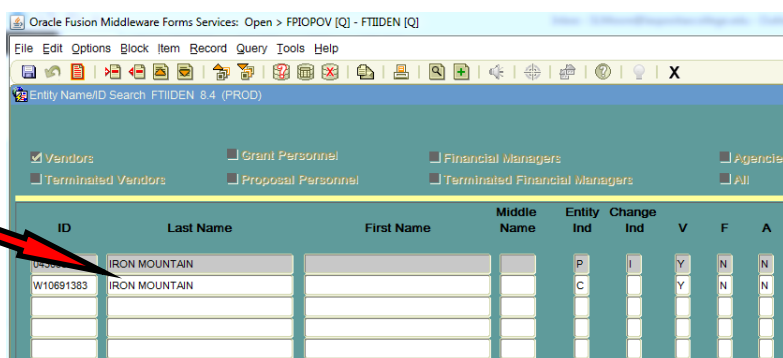 Oracle Fusion Middleware Forms Services: Open > FPIOPOV [Q] - FTIIDEN [Q]
File Edit Options Block Item Record Query Tools Help
X
Entity Name/ID Search FTIIDEN 8.4 (PROD)
Vendors Grant Personnel Financial Managers Agencie
Terminated Vendors Proposal Personnel Terminated Financial Managers All
Middle Entity Change
ID Last Name First Name Name Ind Ind V F A
IRON MOUNTAIN P I Y N N
W10691383 IRON MOUNTAIN C Y N N